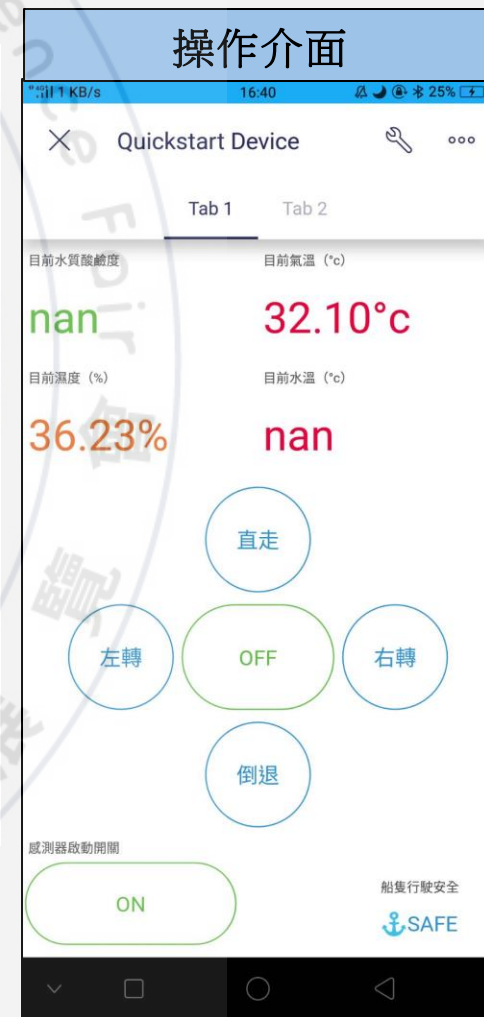 操作介面
4G 1 KB/s 16:40 25%
Quickstart Device
Tab 1 Tab 2
目前水質酸鹼度 目前氣溫（°c）
nan 32.10°c
目前濕度（%） 目前水溫（°c）
36.23% nan
直走
左轉 OFF 右轉
倒退
感測器啟動開關
船隻行駛安全
ON
SAFE
ence Fair